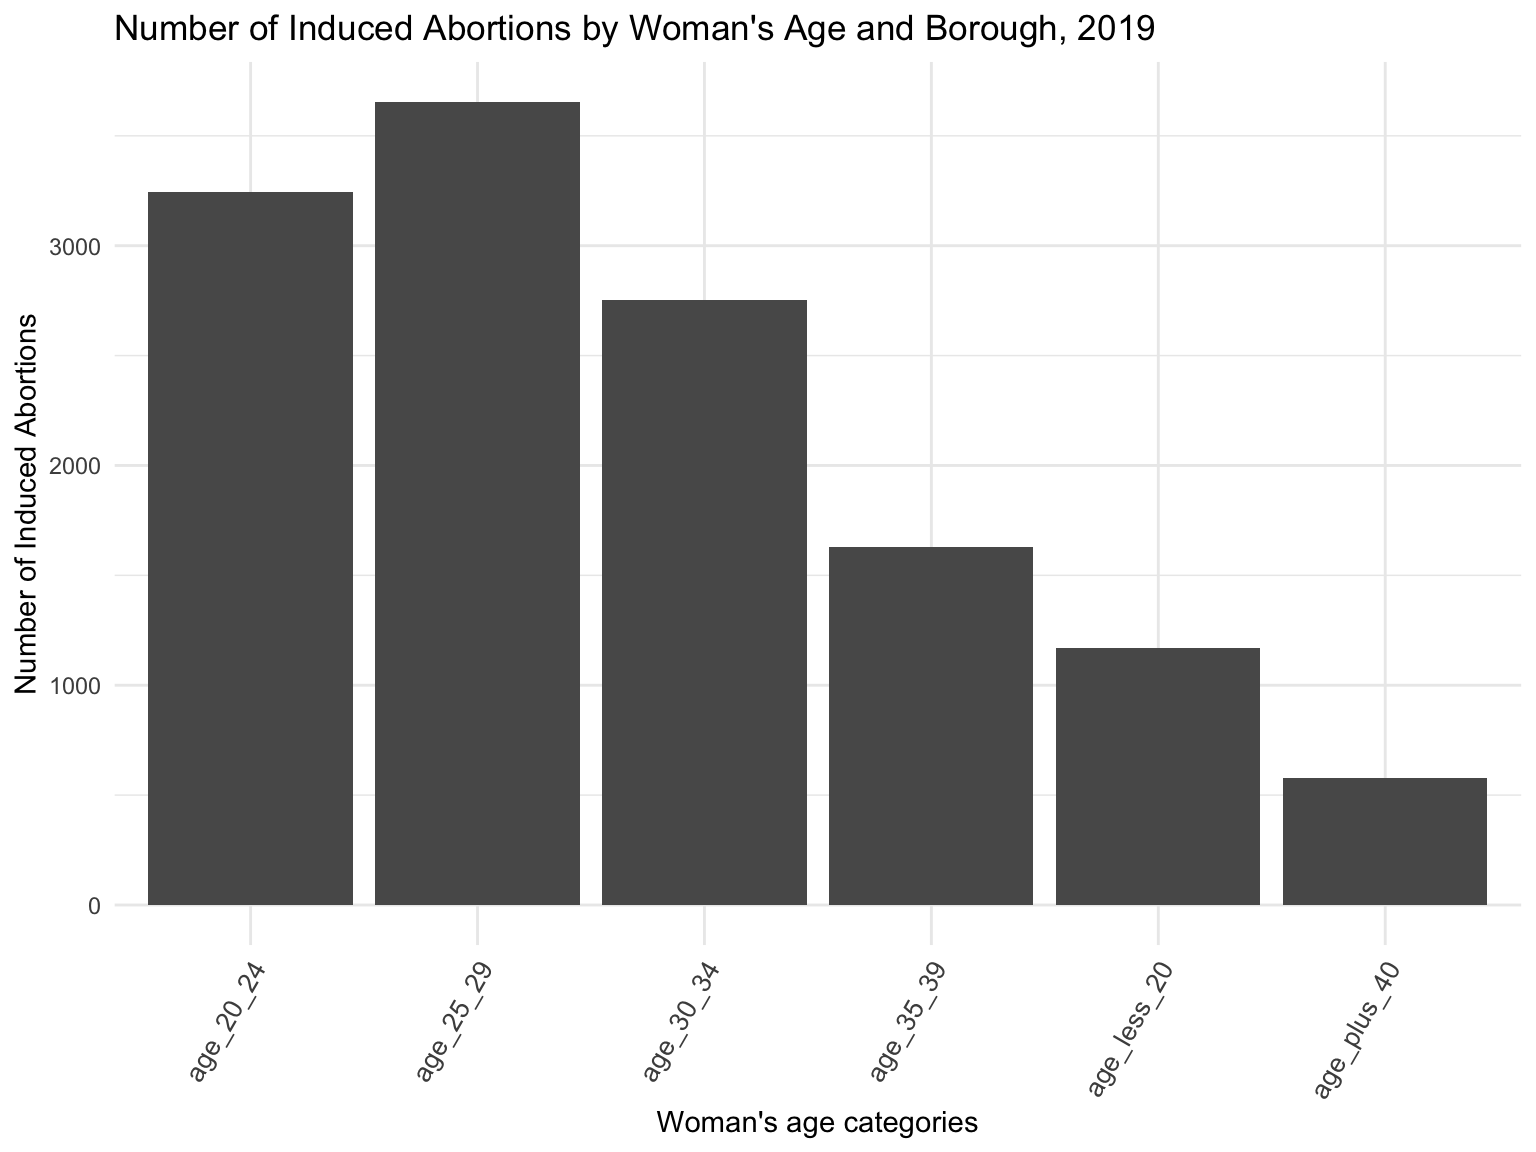 Number of Induced Abortions by Woman's Age and Borough, 2019
Number of Induced Abortions
3000
2000
1000
0
age_20_24
age_25_29
age_30_34
age_35_39
age_less_20
age_plus_40
Woman's age categories